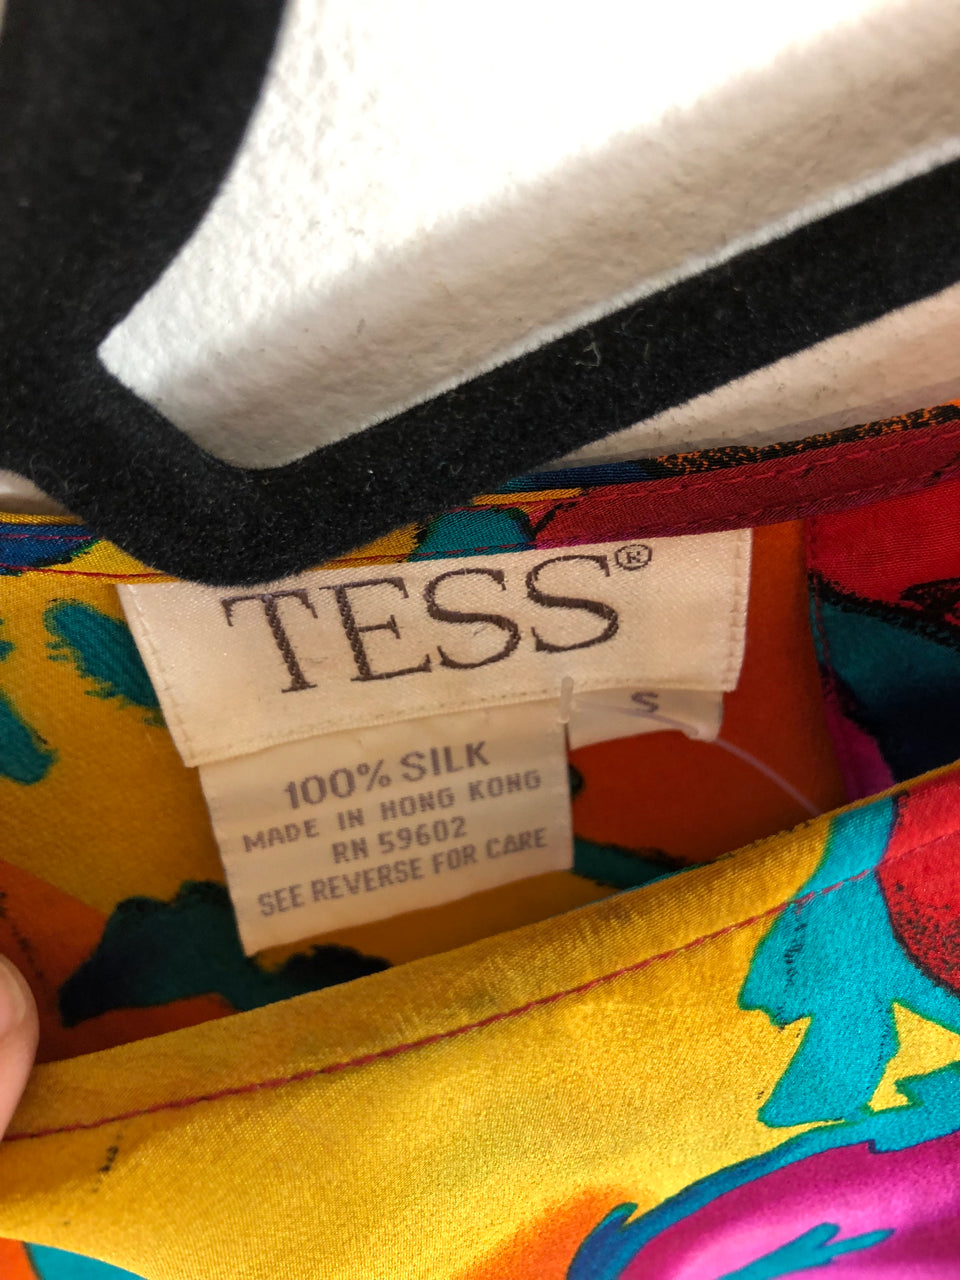 TESS®
S
100% SILK
MADE IN HONG KONG
RN 59602
SEE REVERSE FOR CARE